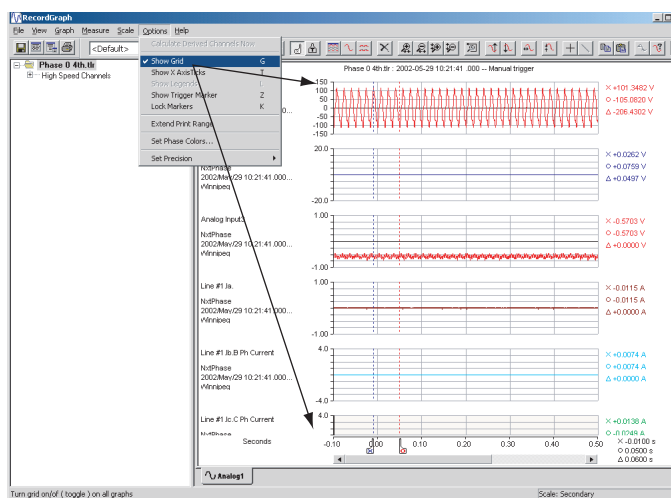 RecordGraph
File View Graph Measure Scale Options Help
<Default>
Calculate Derived Channels Now
Show Grid G
Show X AxisTicks T
Show Legends L
Show Trigger Marker Z
Lock Markers K
Extend Print Range
Set Phase Colors...
Set Precision
Phase 0 4th.tlr
High Speed Channels
Phase 0 4th.tlr : 2002-05-29 10:21:41 .000 -- Manual trigger
150
100
50
0
-50
-100
-150
X +101.3482 V
O -105.0820 V
Δ -206.4302 V
NxtPhase
2002/May/29 10:21:41.000...
Winnipeg
20.0
-20.0
X +0.0262 V
O +0.0759 V
Δ +0.0497 V
Analog Input3
NxtPhase
2002/May/29 10:21:41.000...
Winnipeg
1.00
-1.00
X -0.5703 V
O -0.5703 V
Δ +0.0000 V
Line #1.Ia.
NxtPhase
2002/May/29 10:21:41.000...
Winnipeg
1.00
-1.00
X -0.0115 A
O -0.0115 A
Δ +0.0000 A
Line #1.Ib.B Ph Current
NxtPhase
2002/May/29 10:21:41.000...
Winnipeg
4.0
-4.0
X +0.0074 A
O +0.0074 A
Δ +0.0000 A
Line #1.Ic.C Ph Current
NxtPhase
4.0
X +0.0138 A
O -0.0249 A
Seconds
-0.10 0.00 0.10 0.20 0.30 0.40 0.50
X -0.0100 s
O 0.0500 s
Δ 0.0600 s
Analog1
Turn grid on/of ( toggle ) on all graphs
Scale: Secondary